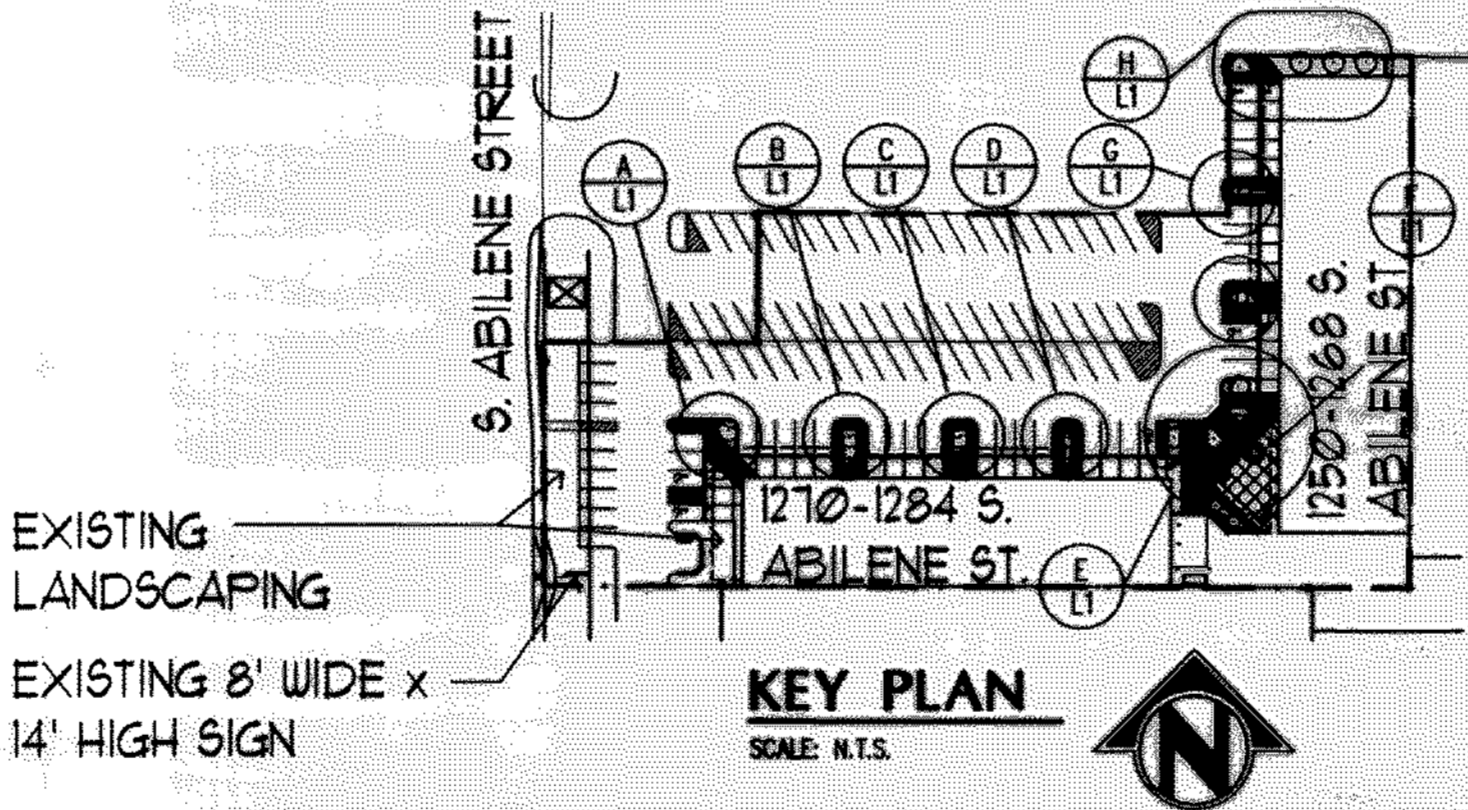 S. ABILENE STREET
H
L1
A
L1
B
L1
C
L1
D
L1
G
L1
F
L1
1250-1268 S.
ABILENE ST
1270-1284 S.
ABILENE ST.
E
L1
EXISTING
LANDSCAPING
EXISTING 8' WIDE x
14' HIGH SIGN
KEY PLAN
SCALE: N.T.S.
N